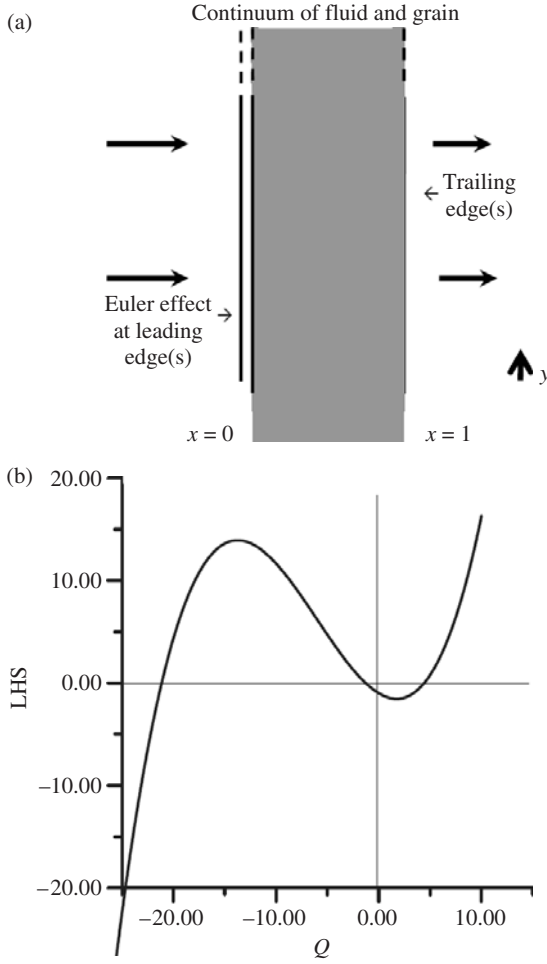 (a)
Continuum of fluid and grain
← Trailing
edge(s)
Euler effect →
at leading
edge(s)
y
x = 0
x = 1
(b)
20.00
10.00
0.00
−10.00
−20.00
LHS
−20.00
−10.00
0.00
10.00
Q